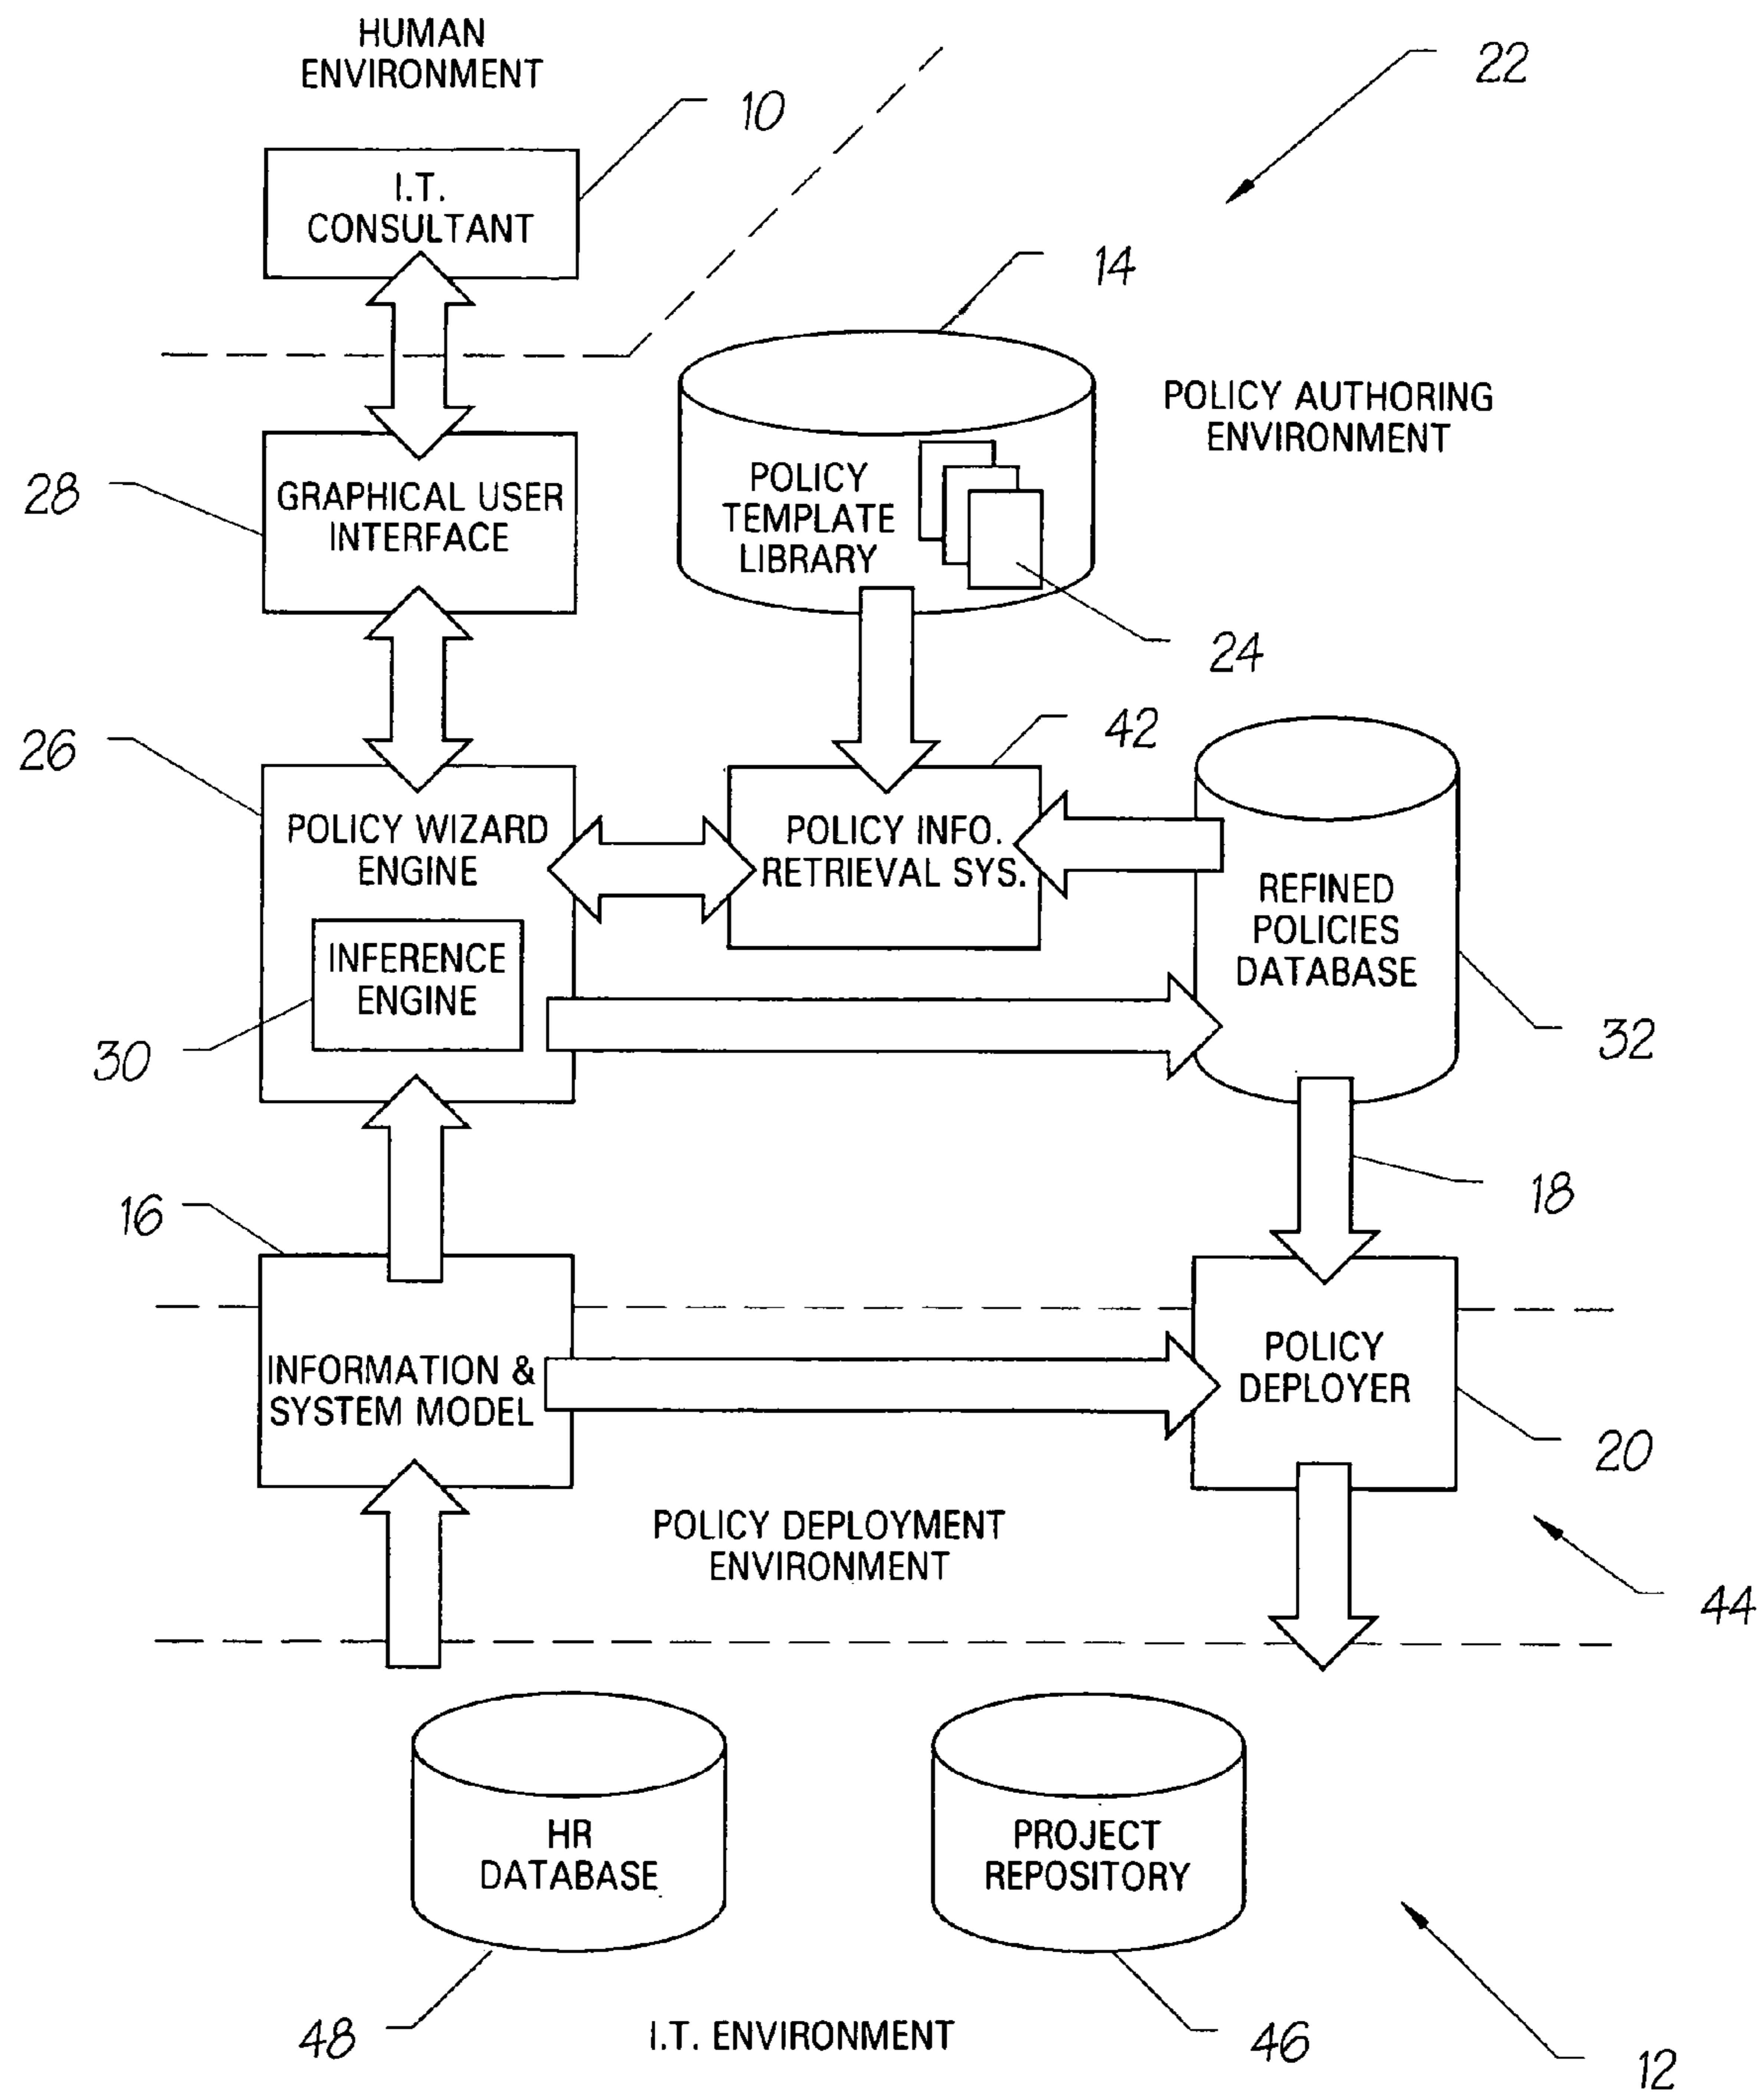 HUMAN
ENVIRONMENT
22
10
I.T.
CONSULTANT
14
POLICY AUTHORING
ENVIRONMENT
28
GRAPHICAL USER
INTERFACE
POLICY
TEMPLATE
LIBRARY
24
26
42
POLICY WIZARD
ENGINE
POLICY INFO.
RETRIEVAL SYS.
REFINED
POLICIES
DATABASE
INFERENCE
ENGINE
30
32
18
16
INFORMATION &
SYSTEM MODEL
POLICY
DEPLOYER
20
POLICY DEPLOYMENT
ENVIRONMENT
44
HR
DATABASE
PROJECT
REPOSITORY
48
I.T. ENVIRONMENT
46
12